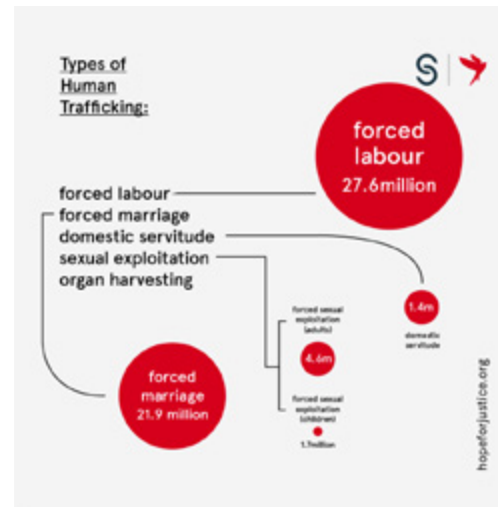 Types of
Human
Trafficking:
forced
labour
27.6million
forced labour
forced marriage
domestic servitude
sexual exploitation
organ harvesting
forced sexual
exploitation
(adults)
4.6m
1.4m
domestic
servitude
forced
marriage
21.9 million
forced sexual
exploitation
(children)
1.7million
hopeforjustice.org